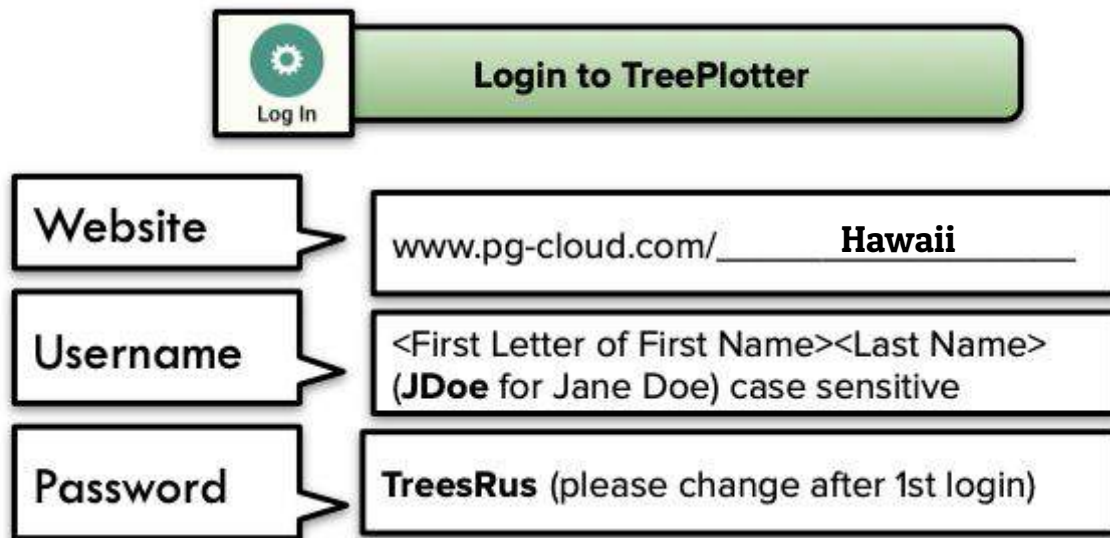 Log In
Login to TreePlotter
Website
www.pg-cloud.com/ Hawaii
Username
<First Letter of First Name><Last Name>
(JDoe for Jane Doe) case sensitive
Password
TreesRus (please change after 1st login)